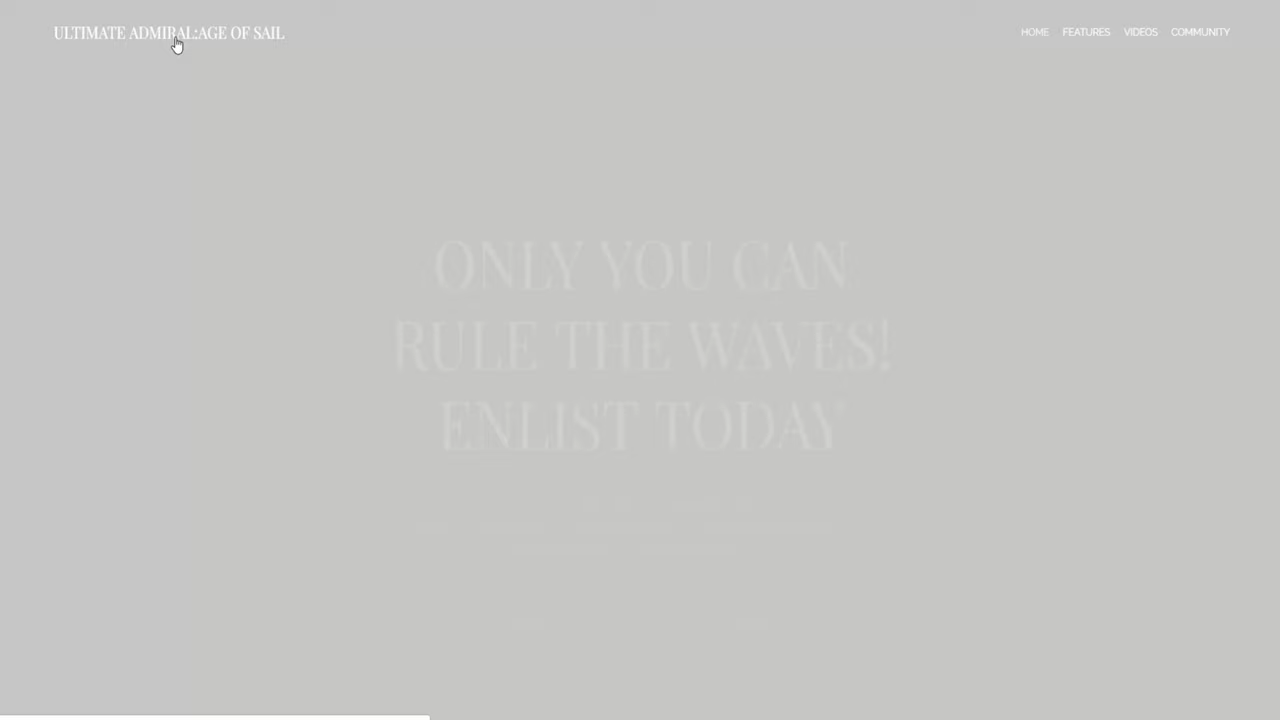 ULTIMATE ADMIRAL:AGE OF SAIL
HOME FEATURES VIDEOS COMMUNITY
ONLY YOU CAN
RULE THE WAVES!
ENLIST TODAY